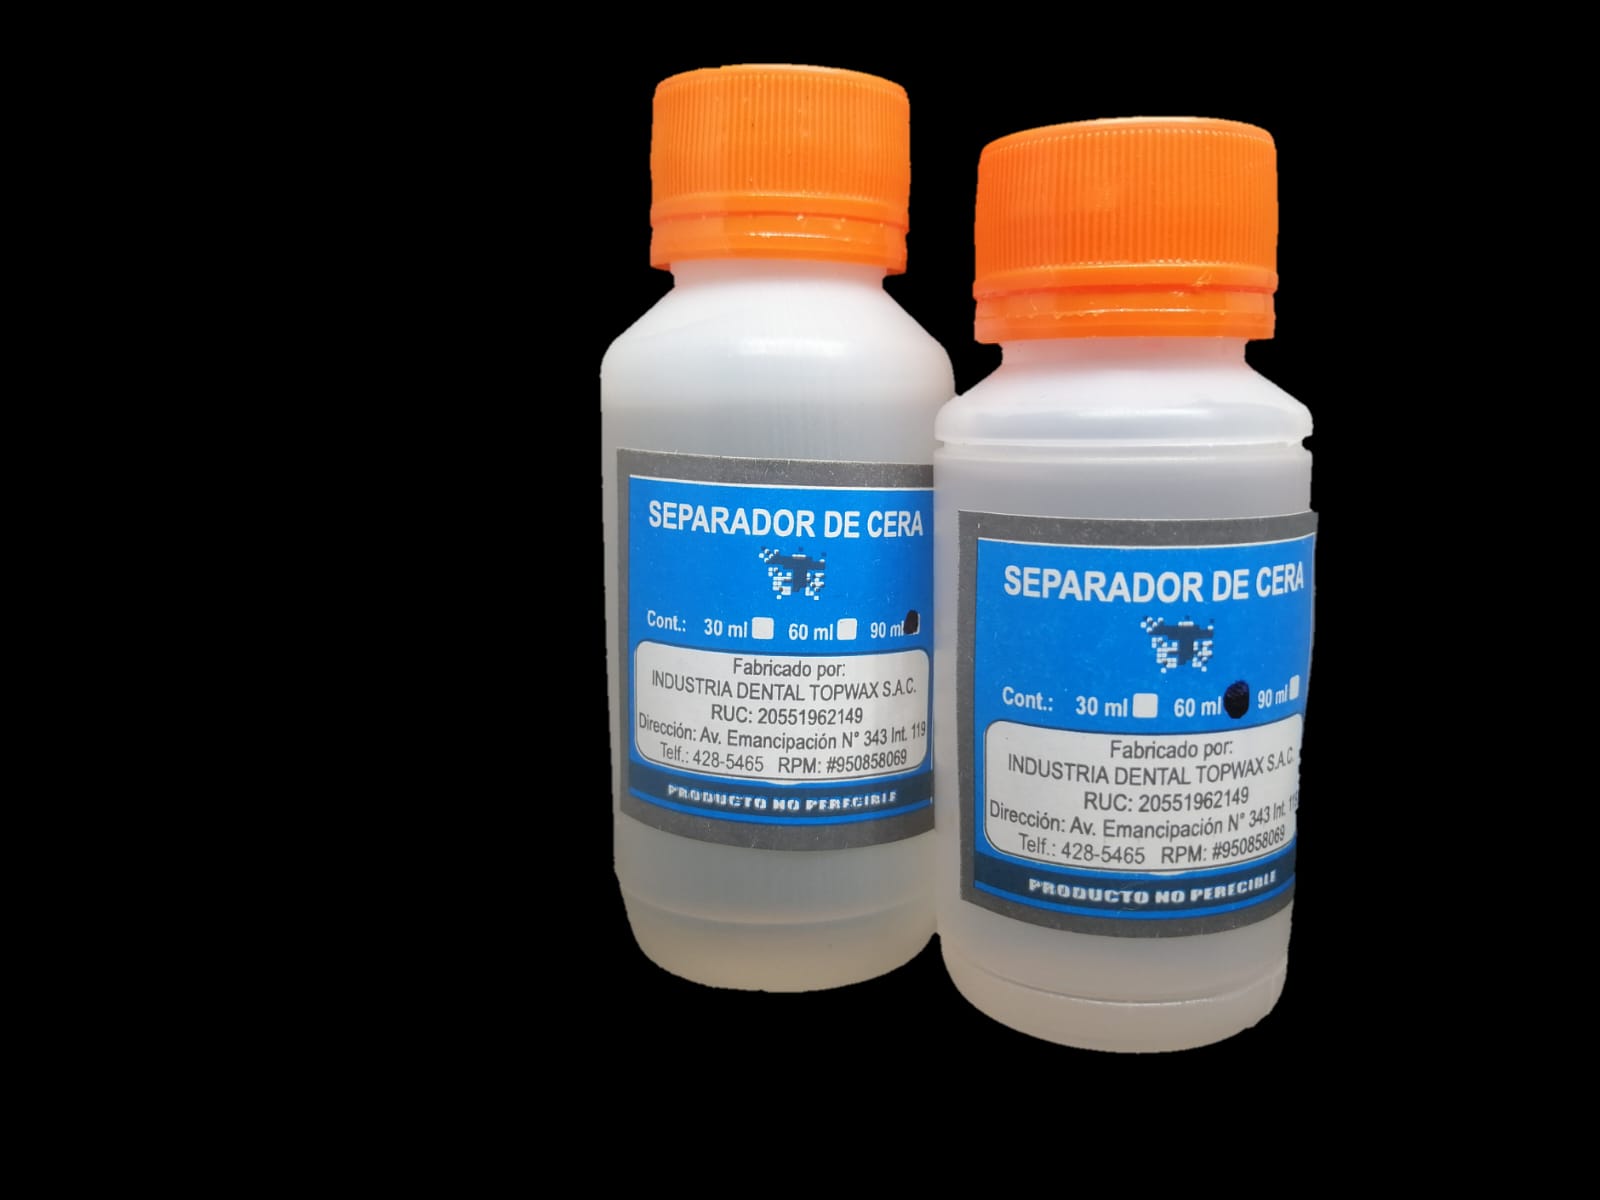 SEPARADOR DE CERA
Cont.: 30 ml 60 ml 90 ml
Fabricado por:
INDUSTRIA DENTAL TOPWAX S.A.C.
RUC: 20551962149
Dirección: Av. Emancipación N° 343 Int. 119
Telf.: 428-5465 RPM: #950858069
PRODUCTO NO PERECIBLE
SEPARADOR DE CERA
Cont.: 30 ml 60 ml 90 ml
Fabricado por:
INDUSTRIA DENTAL TOPWAX S.A.C.
RUC: 20551962149
Dirección: Av. Emancipación N° 343 Int. 119
Telf.: 428-5465 RPM: #950858069
PRODUCTO NO PERECIBLE